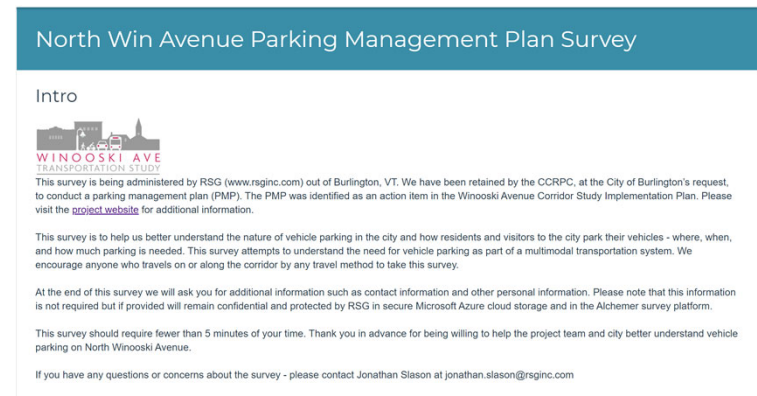 North Win Avenue Parking Management Plan Survey
Intro
WINOOSKI AVE
TRANSPORTATION STUDY
This survey is being administered by RSG (www.rsginc.com) out of Burlington, VT. We have been retained by the CCRPC, at the City of Burlington's request,
to conduct a parking management plan (PMP). The PMP was identified as an action item in the Winooski Avenue Corridor Study Implementation Plan. Please
visit the project website for additional information.
This survey is to help us better understand the nature of vehicle parking in the city and how residents and visitors to the city park their vehicles - where, when,
and how much parking is needed. This survey attempts to understand the need for vehicle parking as part of a multimodal transportation system. We
encourage anyone who travels on or along the corridor by any travel method to take this survey.
At the end of this survey we will ask you for additional information such as contact information and other personal information. Please note that this information
is not required but if provided will remain confidential and protected by RSG in secure Microsoft Azure cloud storage and in the Alchemer survey platform.
This survey should require fewer than 5 minutes of your time. Thank you in advance for being willing to help the project team and city better understand vehicle
parking on North Winooski Avenue.
If you have any questions or concerns about the survey - please contact Jonathan Slason at jonathan.slason@rsginc.com